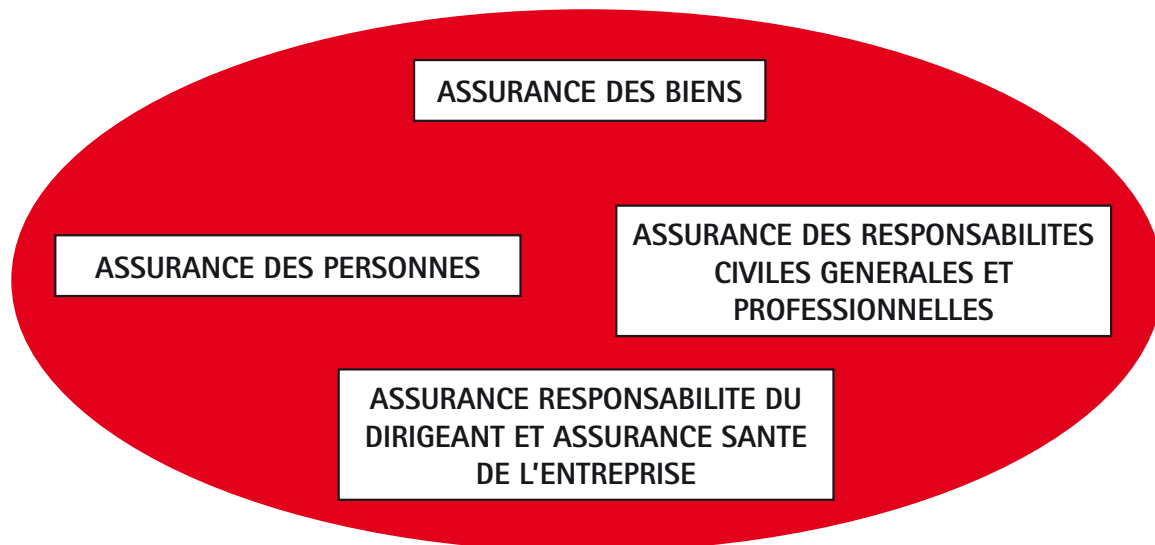 ASSURANCE DES BIENS
ASSURANCE DES PERSONNES
ASSURANCE DES RESPONSABILITES
CIVILES GENERALES ET
PROFESSIONNELLES
ASSURANCE RESPONSABILITE DU
DIRIGEANT ET ASSURANCE SANTE
DE L'ENTREPRISE